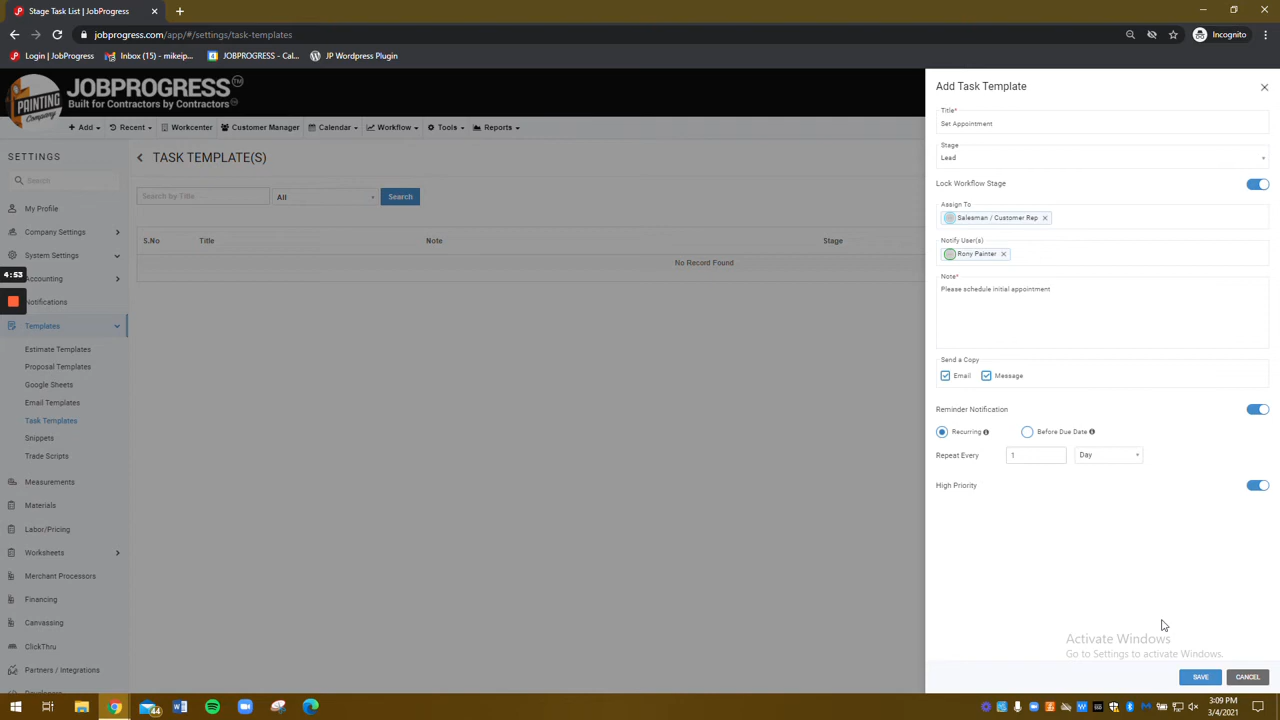 Stage Task List | JobProgress
jobprogress.com/app/#/settings/task-templates
Incognito
Login | JobProgress
Inbox (15) - mikeip...
JOBPROGRESS - Cal...
JP Wordpress Plugin
PAINTING
Company
JOBPROGRESS TM
Built for Contractors by Contractors
Add
Recent
Workcenter
Customer Manager
Calendar
Workflow
Tools
Reports
SETTINGS
Search
My Profile
Company Settings
System Settings
4:53
Accounting
Notifications
Templates
Estimate Templates
Proposal Templates
Google Sheets
Email Templates
Task Templates
Snippets
Trade Scripts
Measurements
Materials
Labor/Pricing
Worksheets
Merchant Processors
Financing
Canvassing
ClickThru
Partners / Integrations
Developers
TASK TEMPLATE(S)
Search by Title
All
Search
S.No Title Note Stage
No Record Found
Add Task Template
Title*
Set Appointment
Stage
Lead
Lock Workflow Stage
Assign To
Salesman / Customer Rep
Notify User(s)
Rony Painter
Note*
Please schedule initial appointment
Send a Copy
Email Message
Reminder Notification
Recurring Before Due Date
Repeat Every 1 Day
High Priority
Activate Windows
Go to Settings to activate Windows.
SAVE CANCEL
44
3:09 PM
3/4/2021